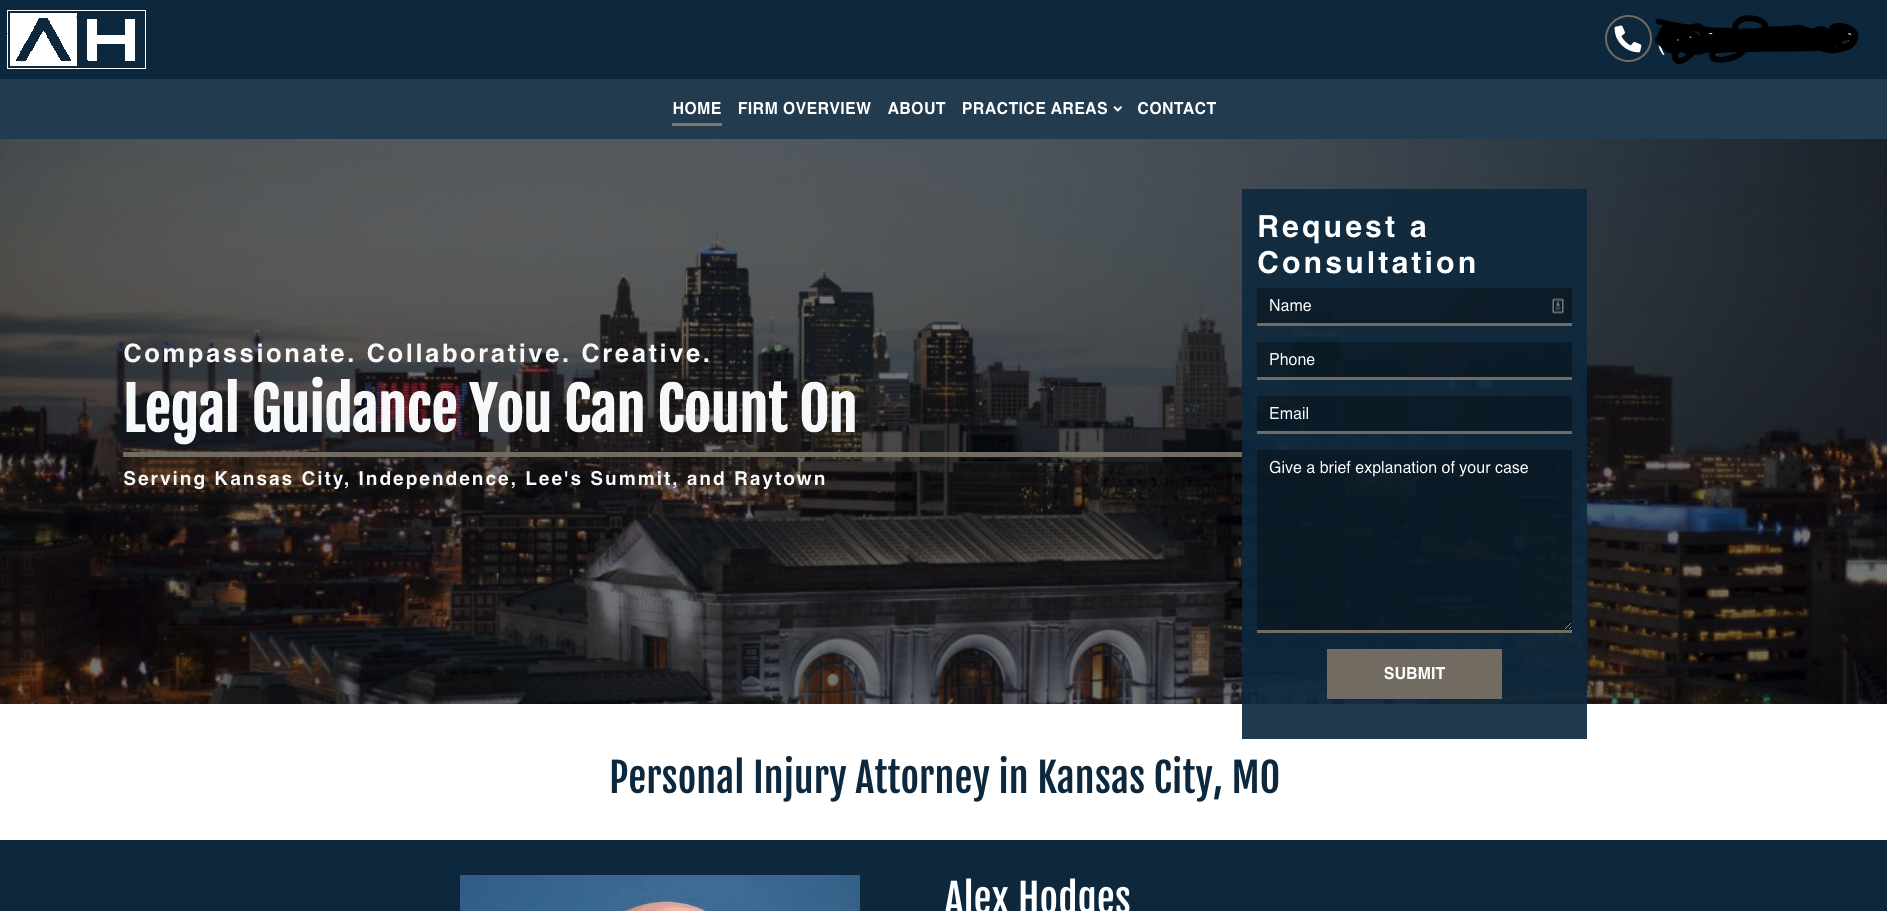 AH
HOME FIRM OVERVIEW ABOUT PRACTICE AREAS CONTACT
Compassionate. Collaborative. Creative.
Legal Guidance You Can Count On
Serving Kansas City, Independence, Lee's Summit, and Raytown
Request a
Consultation
Name
Phone
Email
Give a brief explanation of your case
SUBMIT
Personal Injury Attorney in Kansas City, MO
Alex Hodges